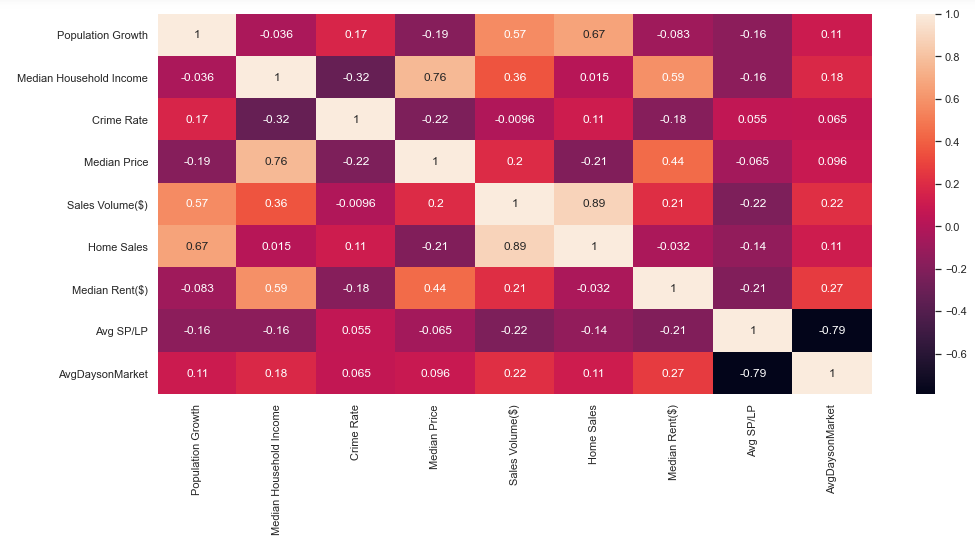 Population Growth 1 -0.036 0.17 -0.19 0.57 0.67 -0.083 -0.16 0.11
Median Household Income -0.036 1 -0.32 0.76 0.36 0.015 0.59 -0.16 0.18
Crime Rate 0.17 -0.32 1 -0.22 -0.0096 0.11 -0.18 0.055 0.065
Median Price -0.19 0.76 -0.22 1 0.2 -0.21 0.44 -0.065 0.096
Sales Volume($) 0.57 0.36 -0.0096 0.2 1 0.89 0.21 -0.22 0.22
Home Sales 0.67 0.015 0.11 -0.21 0.89 1 -0.032 -0.14 0.11
Median Rent($) -0.083 0.59 -0.18 0.44 0.21 -0.032 1 -0.21 0.27
Avg SP/LP -0.16 -0.16 0.055 -0.065 -0.22 -0.14 -0.21 1 -0.79
AvgDaysonMarket 0.11 0.18 0.065 0.096 0.22 0.11 0.27 -0.79 1
Population Growth
Median Household Income
Crime Rate
Median Price
Sales Volume($)
Home Sales
Median Rent($)
Avg SP/LP
AvgDaysonMarket
1.0
0.8
0.6
0.4
0.2
0.0
−0.2
−0.4
−0.6